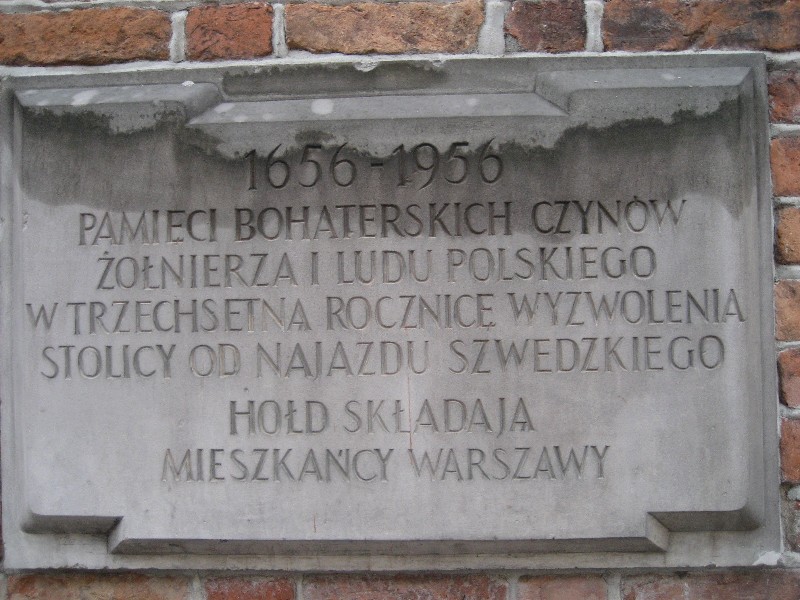 1656-1956
PAMIĘCI BOHATERSKICH CZYNÓW
ŻOŁNIERZA I LUDU POLSKIEGO
W TRZECHSETNĄ ROCZNICĘ WYZWOLENIA
STOLICY OD NAJAZDU SZWEDZKIEGO
HOŁD SKŁADAJĄ
MIESZKAŃCY WARSZAWY